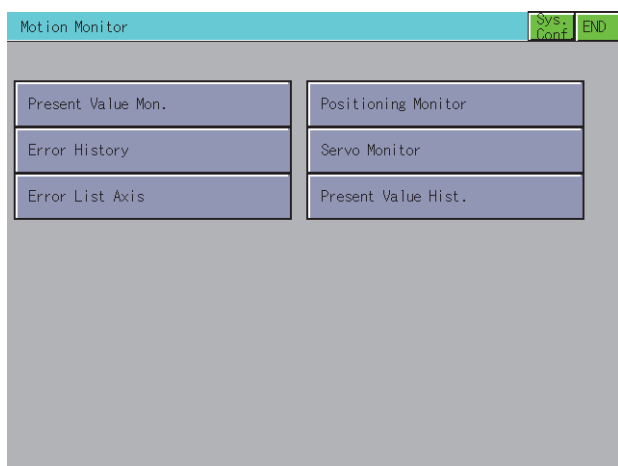 Motion Monitor
Sys.
Conf.
END
Present Value Mon.
Positioning Monitor
Error History
Servo Monitor
Error List Axis
Present Value Hist.